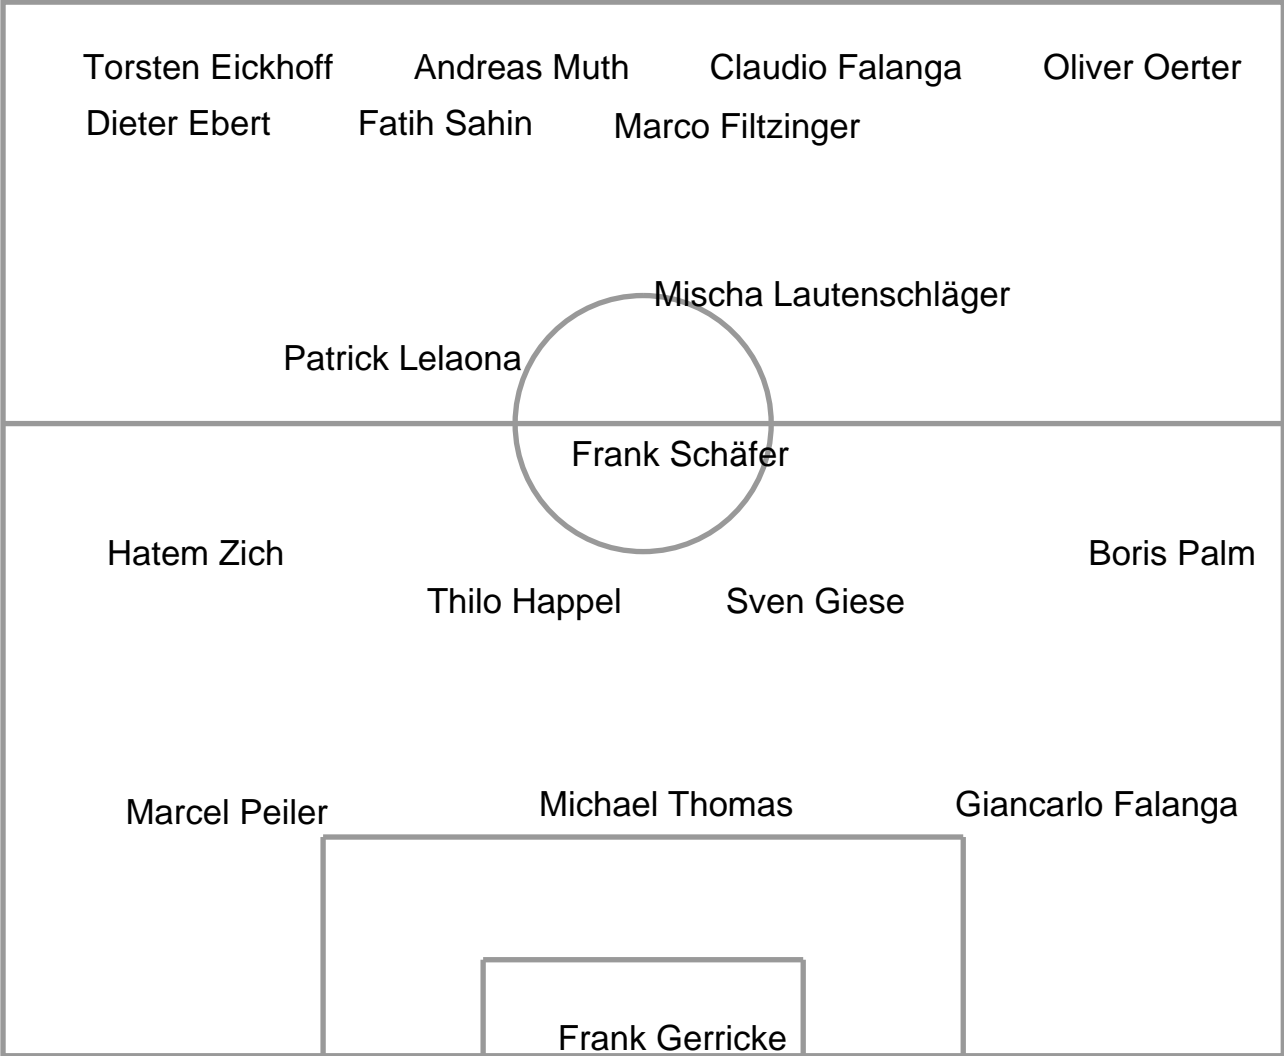 Torsten Eickhoff Andreas Muth Claudio Falanga Oliver Oerter
Dieter Ebert Fatih Sahin Marco Filtzinger
Mischa Lautenschläger
Patrick Lelaona
Frank Schäfer
Hatem Zich Boris Palm
Thilo Happel Sven Giese
Marcel Peiler Michael Thomas Giancarlo Falanga
Frank Gerricke